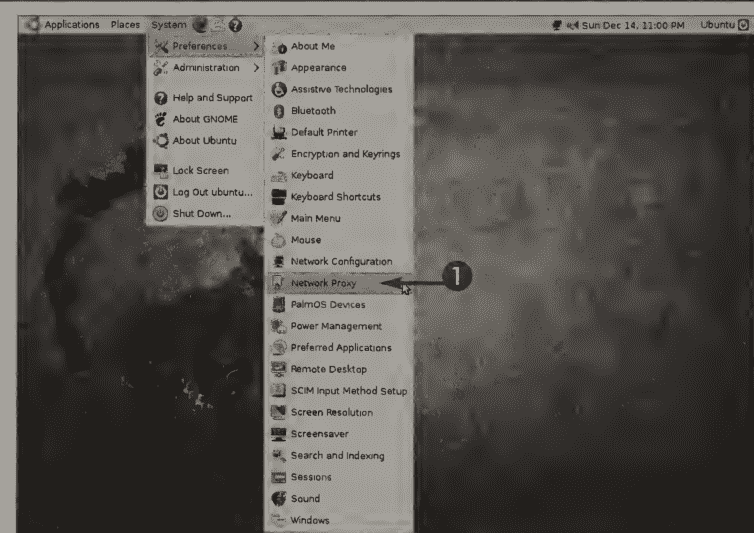 Applications Places System
Sun Dec 14, 11:00 PM Ubuntu
Preferences
Administration
Help and Support
About GNOME
About Ubuntu
Lock Screen
Log Out ubuntu...
Shut Down...
About Me
Appearance
Assistive Technologies
Bluetooth
Default Printer
Encryption and Keyrings
Keyboard
Keyboard Shortcuts
Main Menu
Mouse
Network Configuration
Network Proxy
1
PalmOS Devices
Power Management
Preferred Applications
Remote Desktop
SCIM Input Method Setup
Screen Resolution
Screensaver
Search and Indexing
Sessions
Sound
Windows